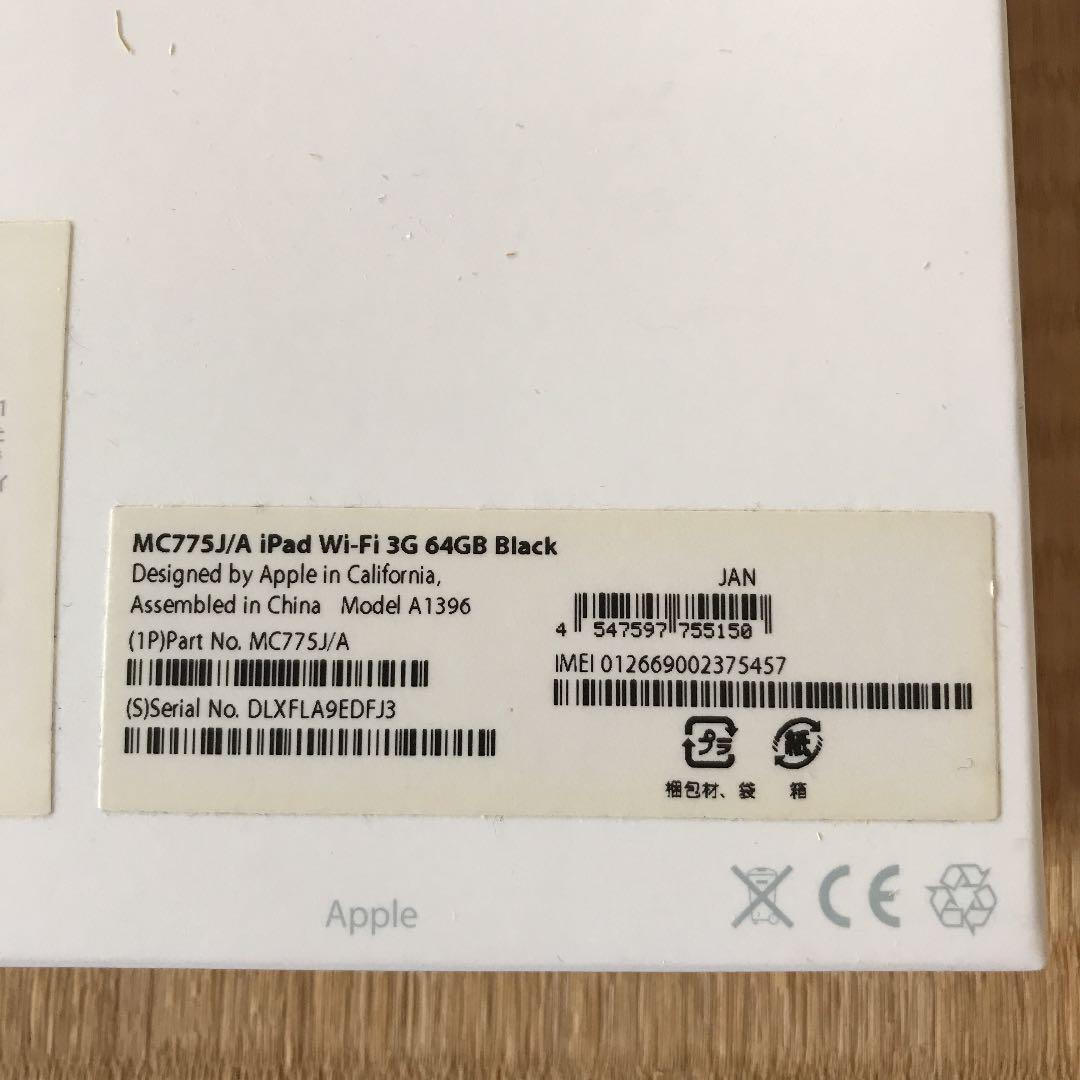 MC775J/A iPad Wi-Fi 3G 64GB Black
Designed by Apple in California,
Assembled in China Model A1396
(1P)Part No. MC775J/A
(S)Serial No. DLXFLA9EDFJ3
JAN
4 547597 755150
IMEI 012669002375457
プラ 紙
梱包材、袋 箱
Apple
CE